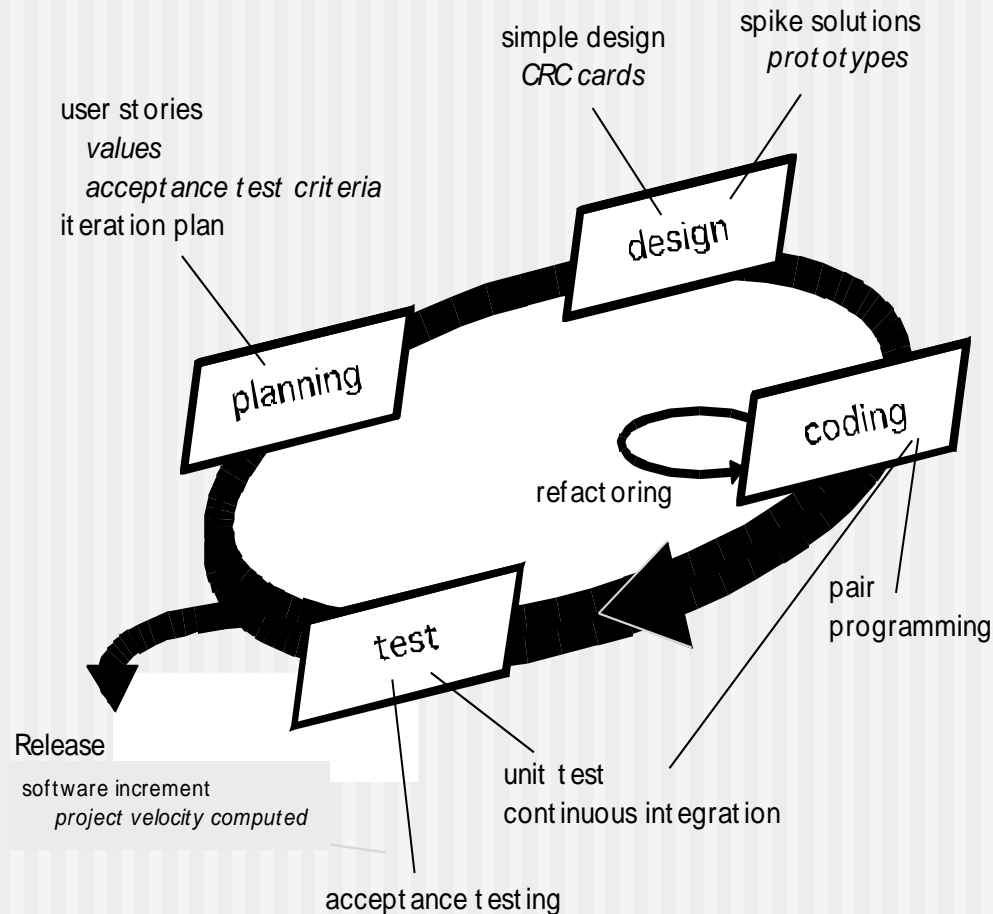 simple design
CRC cards
spike solutions
prototypes
user stories
values
acceptance test criteria
iteration plan
design
planning
coding
refactoring
pair
programming
test
Release
software increment
project velocity computed
unit test
continuous integration
acceptance testing